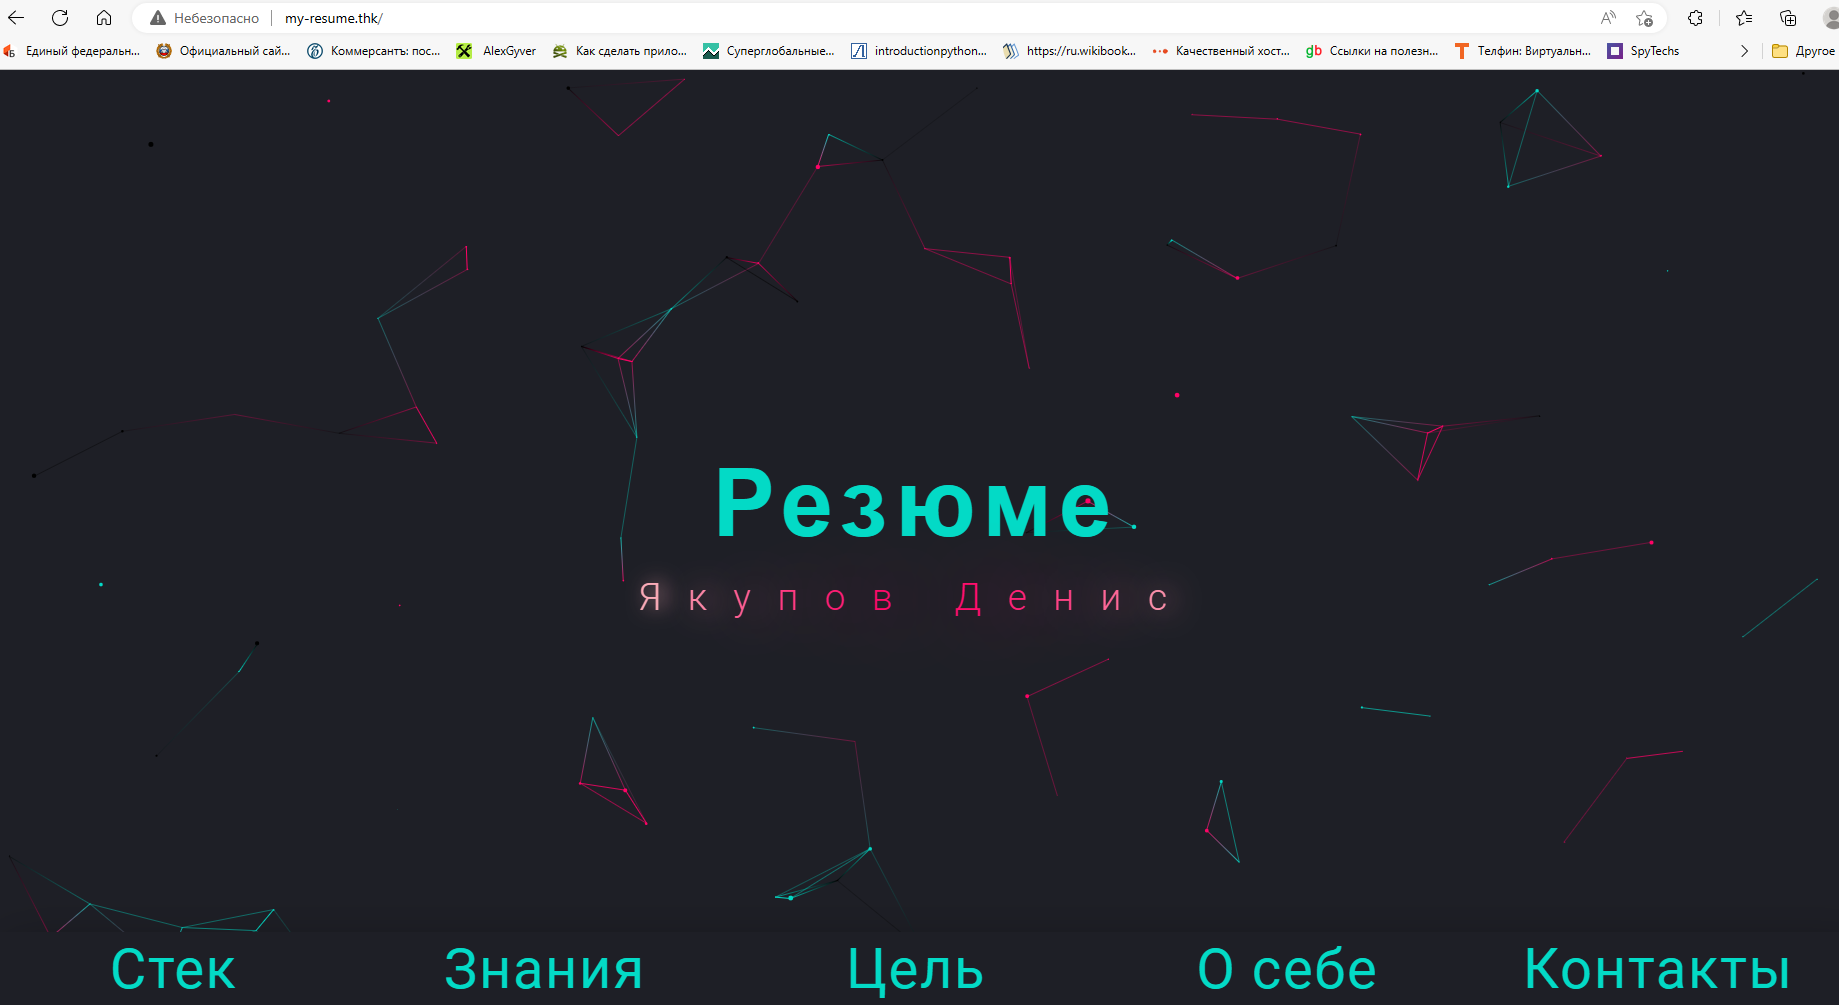 Небезопасно my-resume.thk/
Единый федеральн... Официальный сай... Коммерсантъ: пос... AlexGyver Как сделать прило... Суперглобальные... introductionpython... https://ru.wikibook... Качественный хост... Ссылки на полезн... Телфин: Виртуальн... SpyTechs Другое
Резюме
Якупов Денис
Стек Знания Цель О себе Контакты